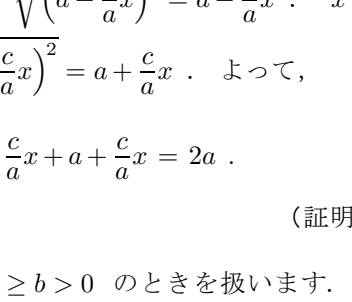 √(a − c/a x)² = a − c/a x . x
c/a x)² = a + c/a x . よって,
c/a x + a + c/a x = 2a .
(証明
≥ b > 0 のときを扱います.